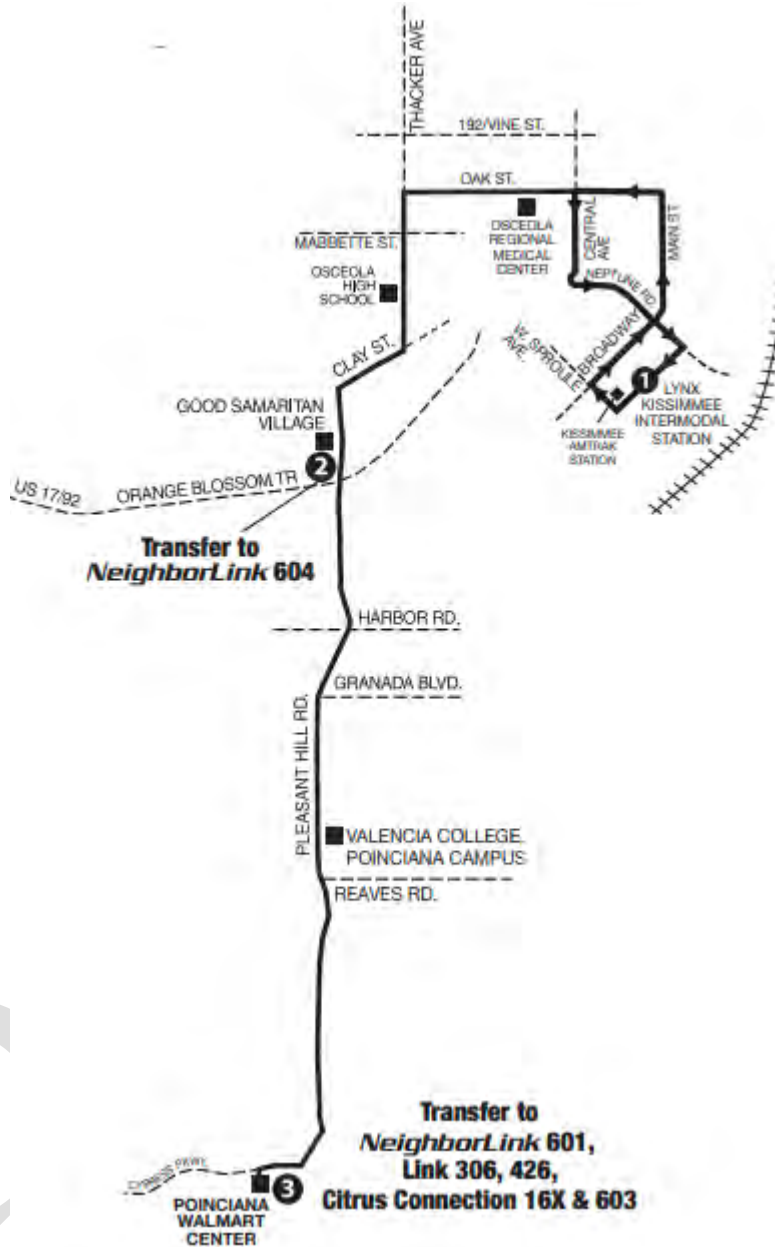 THACKER AVE
192/VINE ST.
OAK ST.
OSCEOLA
REGIONAL
MEDICAL
CENTER
CENTRAL
AVE
MAIN ST.
MABBETTE ST.
NEPTUNE RD.
OSCEOLA
HIGH
SCHOOL
CLAY ST.
W. SPROULE
AVE.
BROADWAY
1
LYNX
KISSIMMEE
INTERMODAL
STATION
KISSIMMEE
AMTRAK
STATION
GOOD SAMARITAN
VILLAGE
2
US 17/92
ORANGE BLOSSOM TR
Transfer to
NeighborLink 604
HARBOR RD.
GRANADA BLVD.
PLEASANT HILL RD.
VALENCIA COLLEGE
POINCIANA CAMPUS
REAVES RD.
Transfer to
NeighborLink 601,
Link 306, 426,
Citrus Connection 16X & 603
CYPRESS PKWY.
3
POINCIANA
WALMART
CENTER